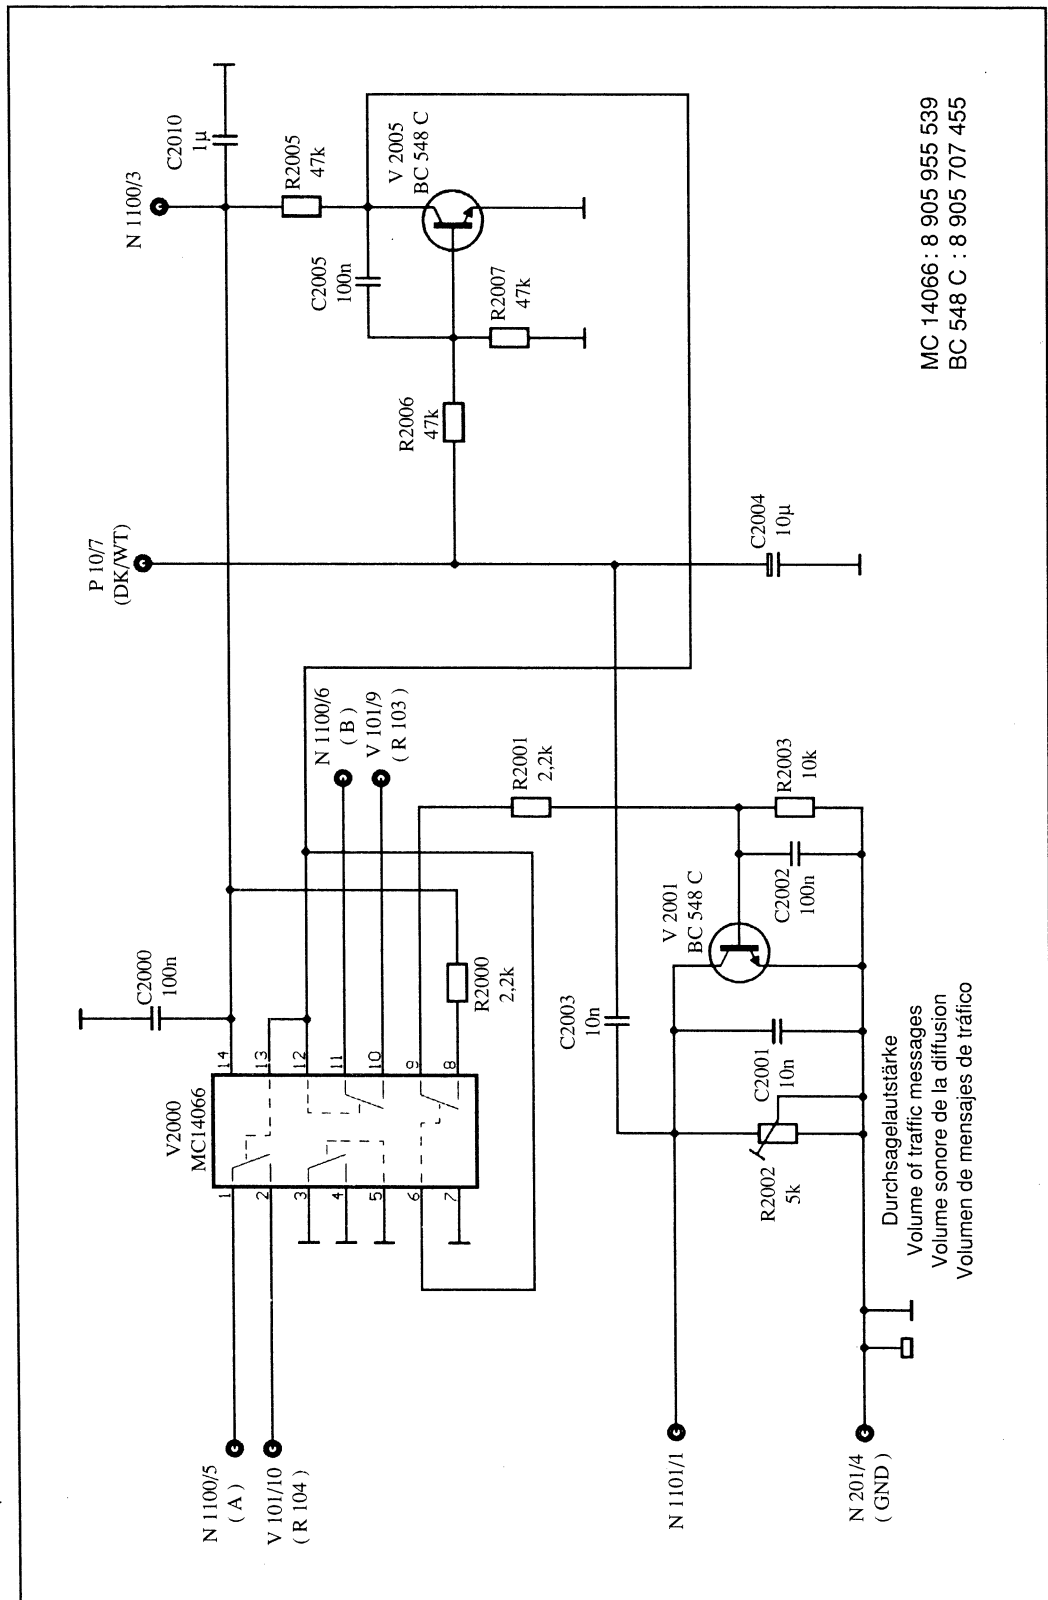 N 1100/5
( A )
V 101/10
( R 104 )
V2000
MC14066
1
2
3
4
5
6
7
14
13
12
11
10
9
8
C2000
100n
R2000
2,2k
N 1100/6
( B )
V 101/9
( R 103 )
P 10/7
(DK/WT)
N 1100/3
C2010
1µ
R2005
47k
C2005
100n
V 2005
BC 548 C
R2006
47k
R2007
47k
R2001
2,2k
C2004
10µ
C2003
10n
V 2001
BC 548 C
R2003
10k
C2002
100n
C2001
10n
R2002
5k
N 1101/1
N 201/4
( GND )
Durchsagelautstärke
Volume of traffic messages
Volume sonore de la diffusion
Volumen de mensajes de tráfico
MC 14066 : 8 905 955 539
BC 548 C : 8 905 707 455